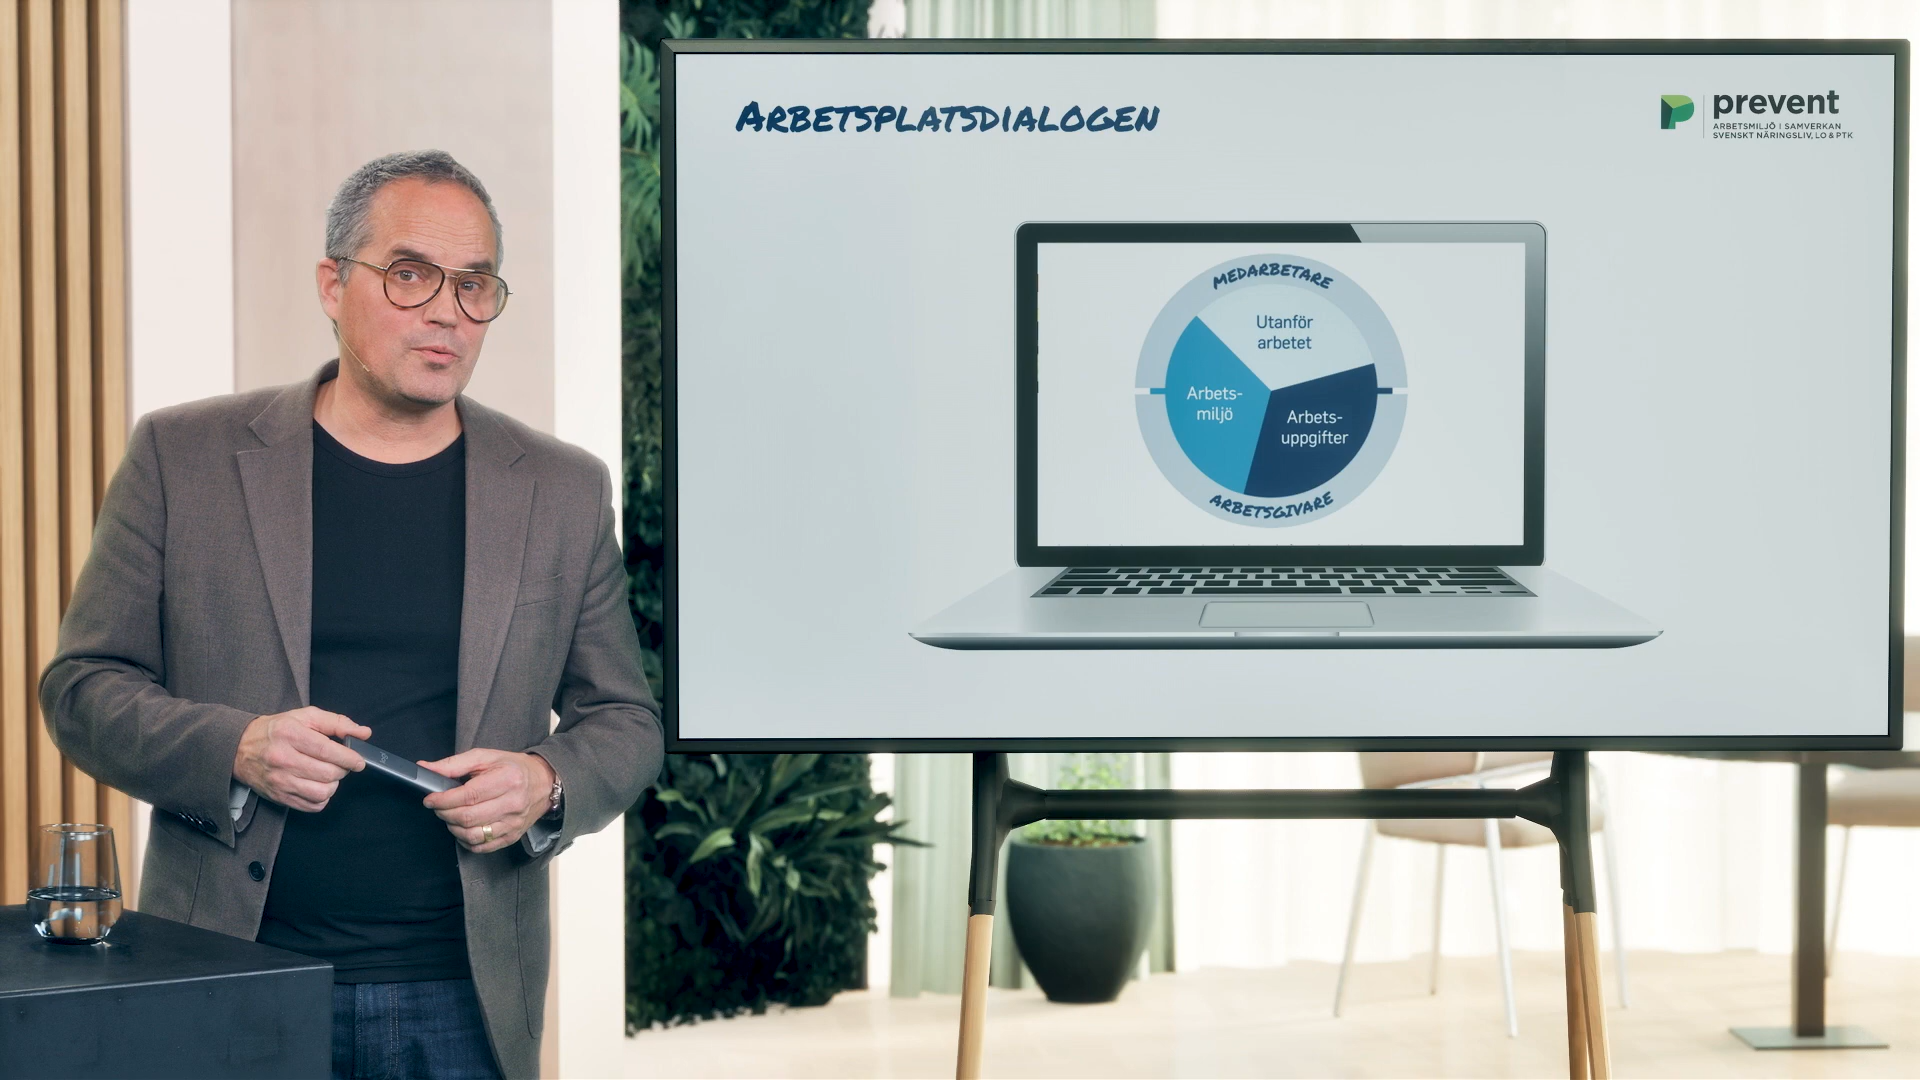 ARBETSPLATSDIALOGEN
prevent
ARBETSMILJÖ I SAMVERKAN
SVENSKT NÄRINGSLIV, LO & PTK
MEDARBETARE
Utanför
arbetet
Arbets-
miljö
Arbets-
uppgifter
ARBETSGIVARE